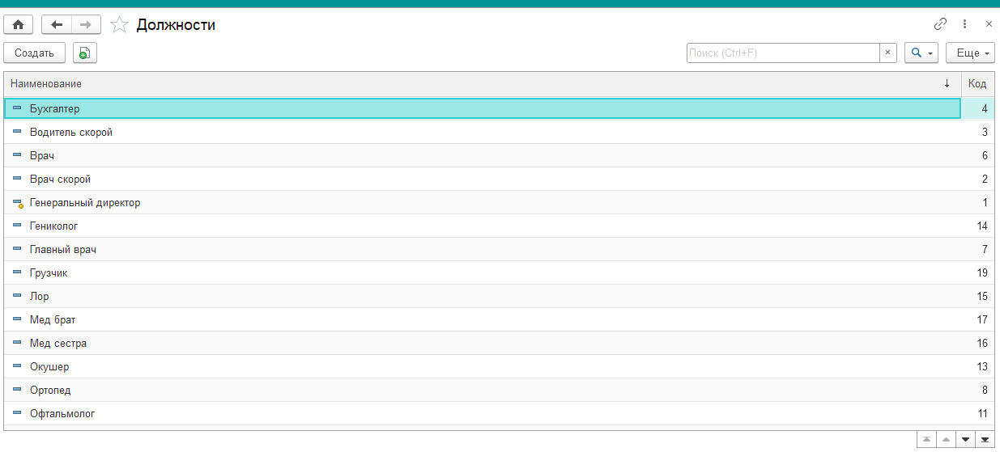 Должности
Создать
Поиск (Ctrl+F)
×
Еще
Наименование ↓ Код
Бухгалтер 4
Водитель скорой 3
Врач 6
Врач скорой 2
Генеральный директор 1
Гениколог 14
Главный врач 7
Грузчик 19
Лор 15
Мед брат 17
Мед сестра 16
Окушер 13
Ортопед 8
Офтальмолог 11